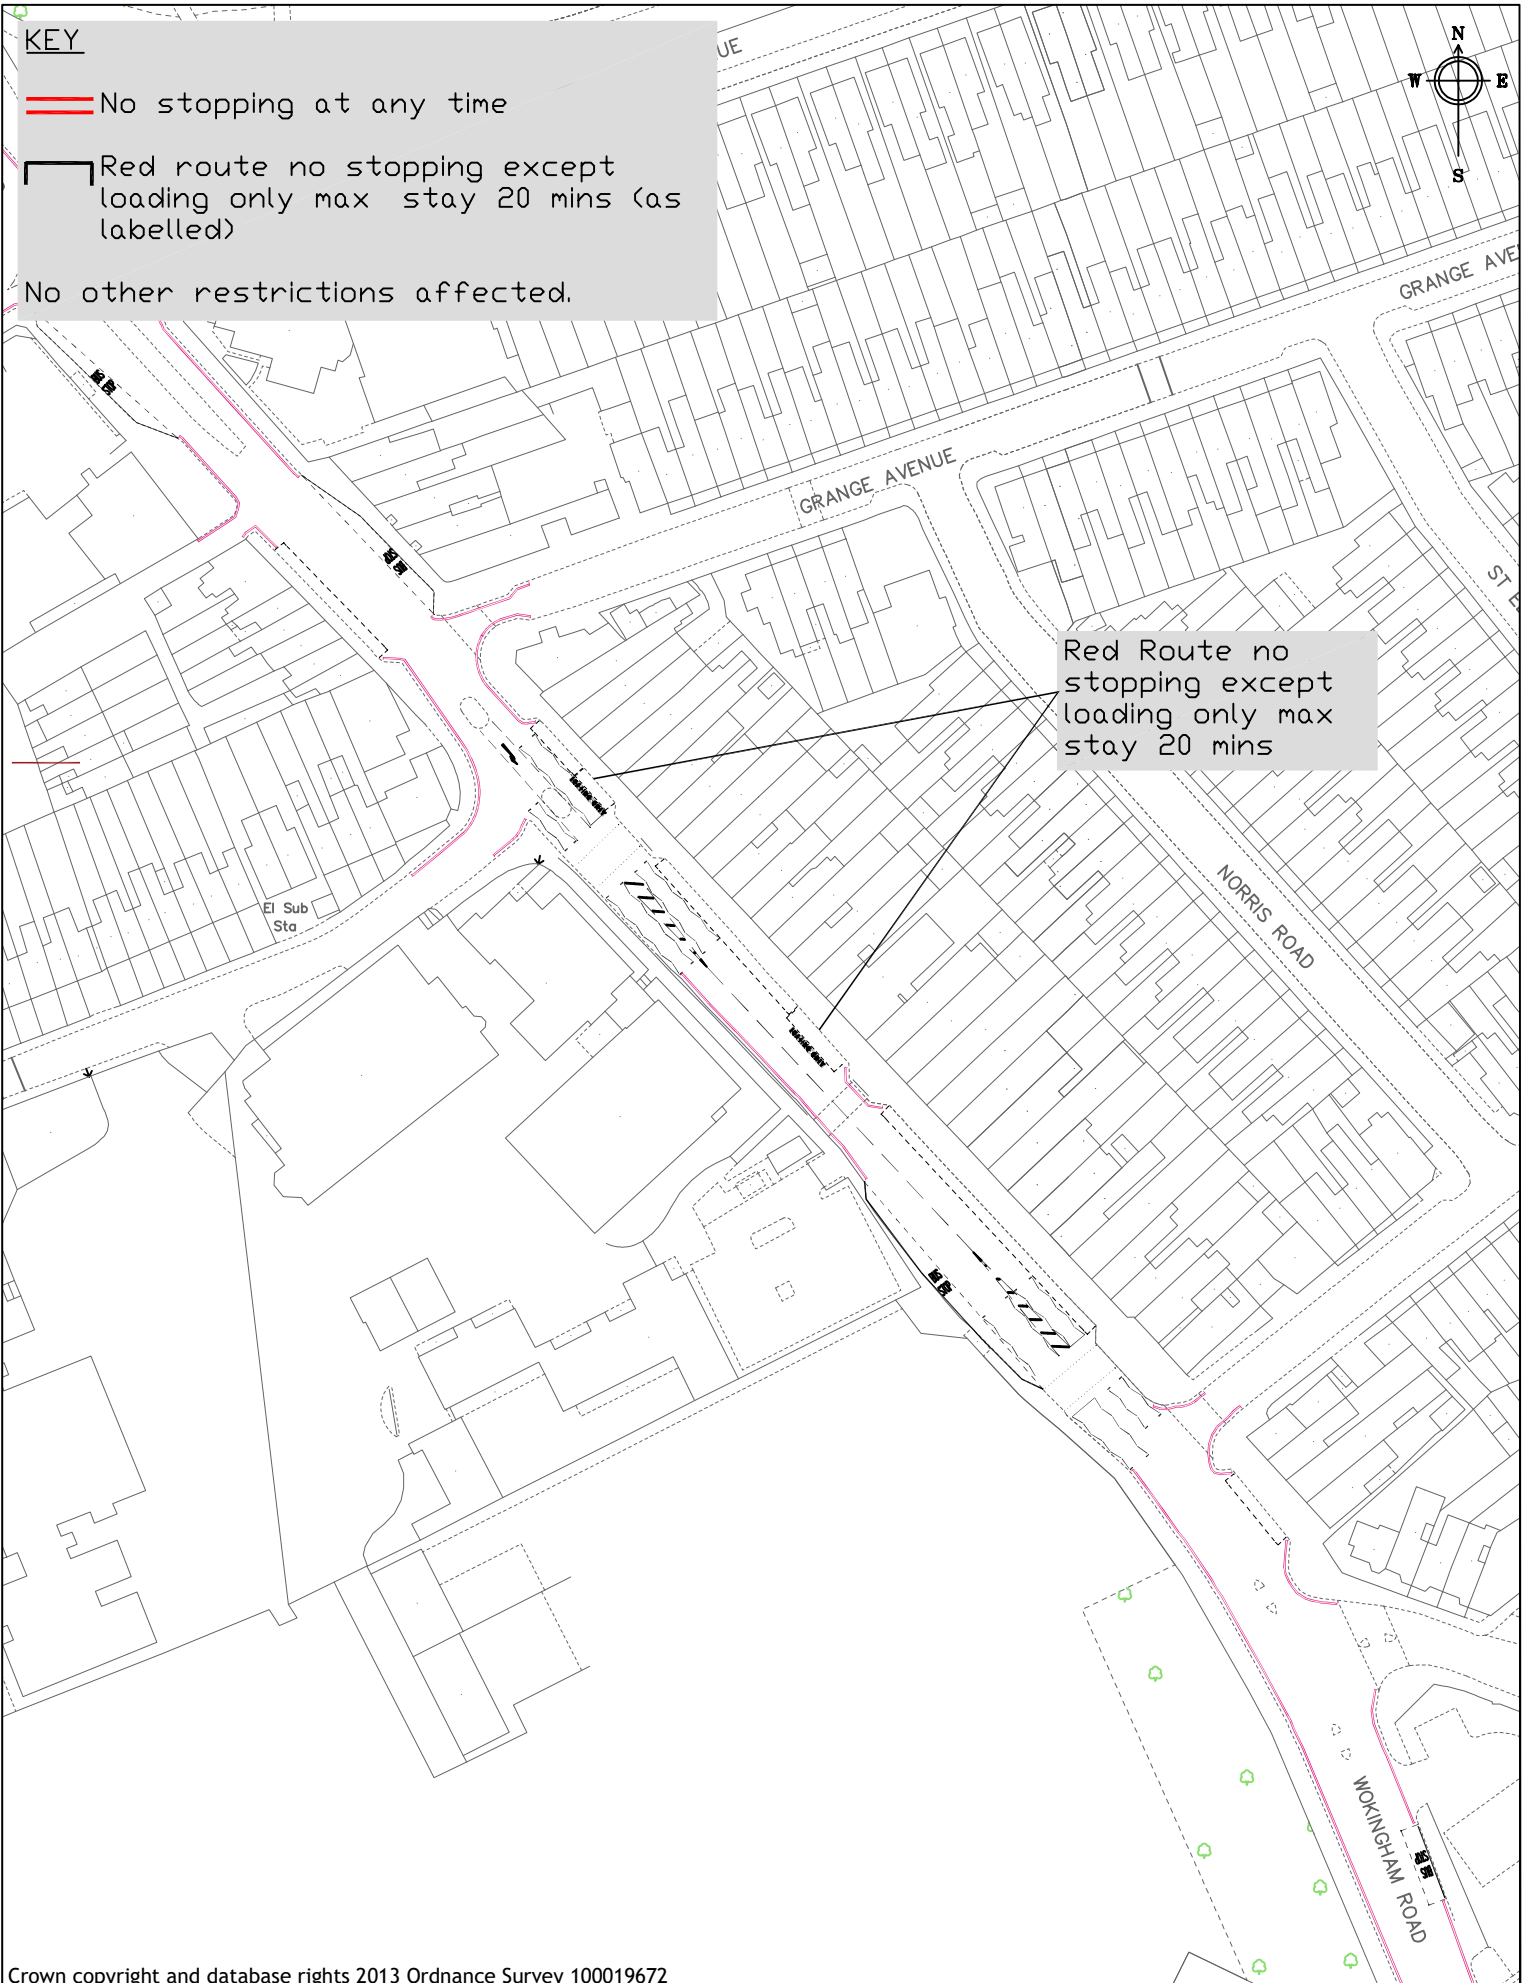 KEY
No stopping at any time
Red route no stopping except
loading only max stay 20 mins (as
labelled)
No other restrictions affected.
UE
N
W E
S
GRANGE AVE
GRANGE AVENUE
ST E
Red Route no
stopping except
loading only max
stay 20 mins
NORRIS ROAD
El Sub
Sta
WOKINGHAM ROAD
Crown copyright and database rights 2013 Ordnance Survey 100019672